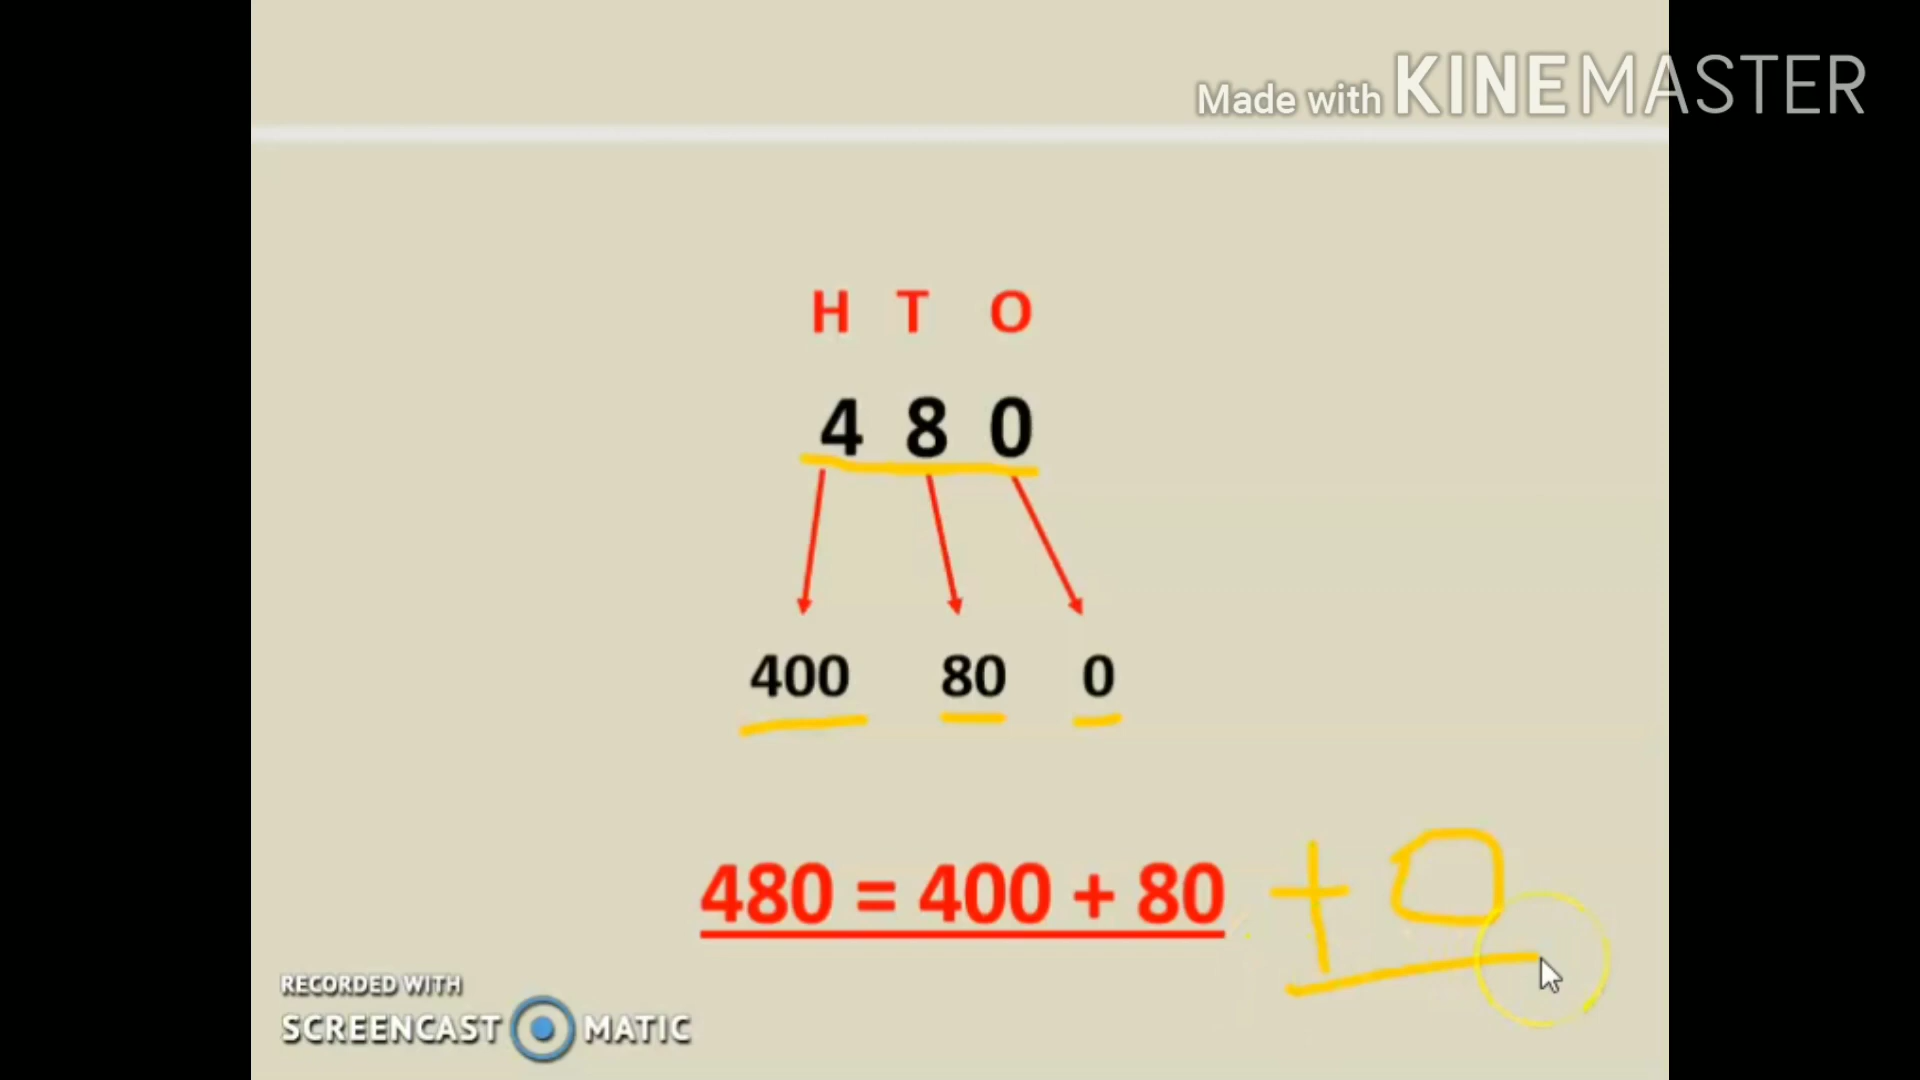 Made with KINEMASTER
H T O
4 8 0
400 80 0
480 = 400 + 80 + 0
RECORDED WITH
SCREENCAST MATIC